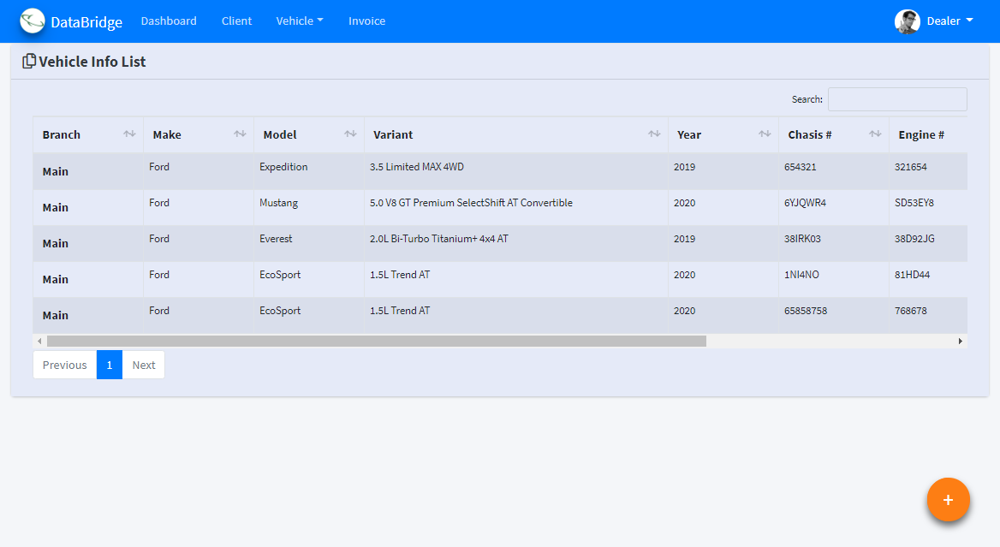 DataBridge Dashboard Client Vehicle Invoice Dealer
Vehicle Info List
Search:
Branch Make Model Variant Year Chasis # Engine #
Main Ford Expedition 3.5 Limited MAX 4WD 2019 654321 321654
Main Ford Mustang 5.0 V8 GT Premium SelectShift AT Convertible 2020 6YJQWR4 SD53EY8
Main Ford Everest 2.0L Bi-Turbo Titanium+ 4x4 AT 2019 38IRK03 38D92JG
Main Ford EcoSport 1.5L Trend AT 2020 1NI4NO 81HD44
Main Ford EcoSport 1.5L Trend AT 2020 65858758 768678
Previous 1 Next
+